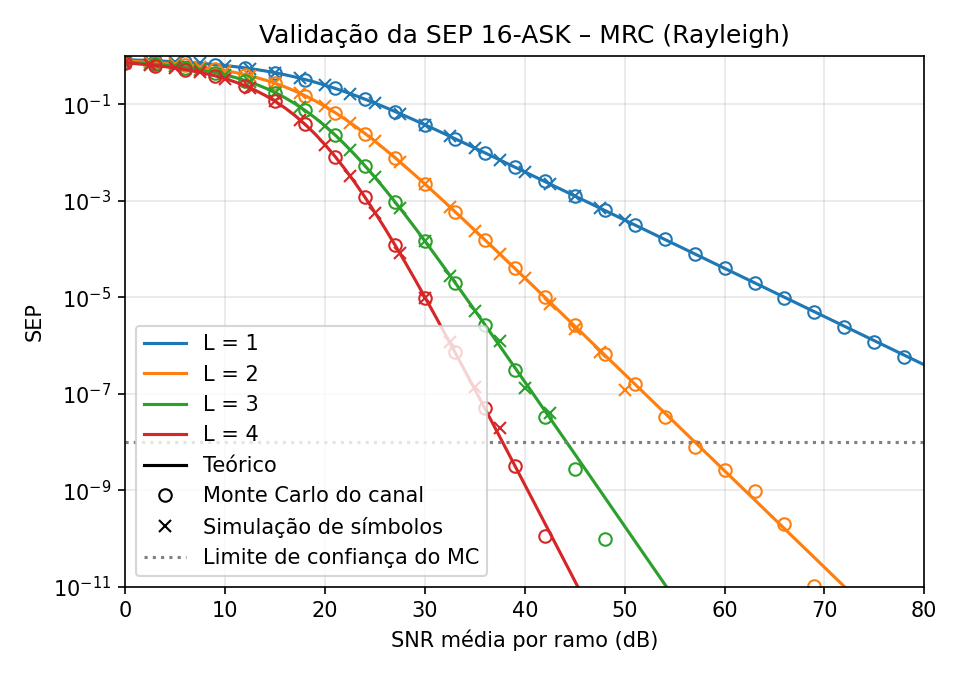 Validação da SEP 16-ASK – MRC (Rayleigh)
SEP
10⁻¹
10⁻³
10⁻⁵
10⁻⁷
10⁻⁹
10⁻¹¹
L = 1
L = 2
L = 3
L = 4
Teórico
Monte Carlo do canal
Simulação de símbolos
Limite de confiança do MC
0 10 20 30 40 50 60 70 80
SNR média por ramo (dB)